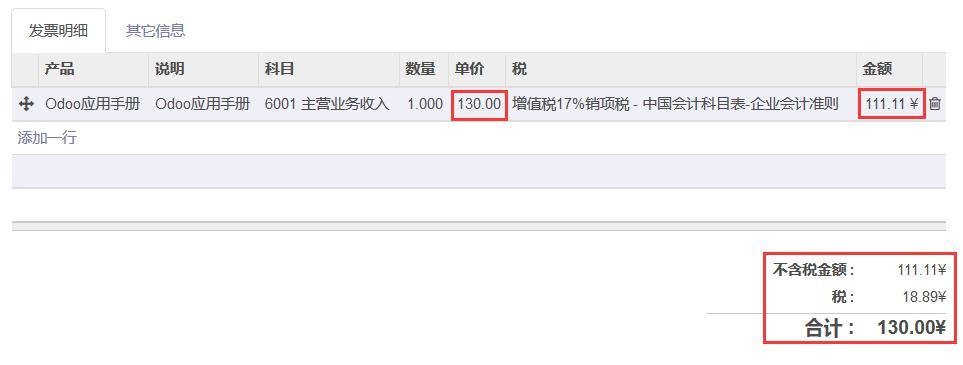 发票明细 其它信息
产品 说明 科目 数量 单价 税 金额
Odoo应用手册 Odoo应用手册 6001 主营业务收入 1.000 130.00 增值税17%销项税 - 中国会计科目表-企业会计准则 111.11 ¥
添加一行
不含税金额 : 111.11¥
税 : 18.89¥
合计 : 130.00¥